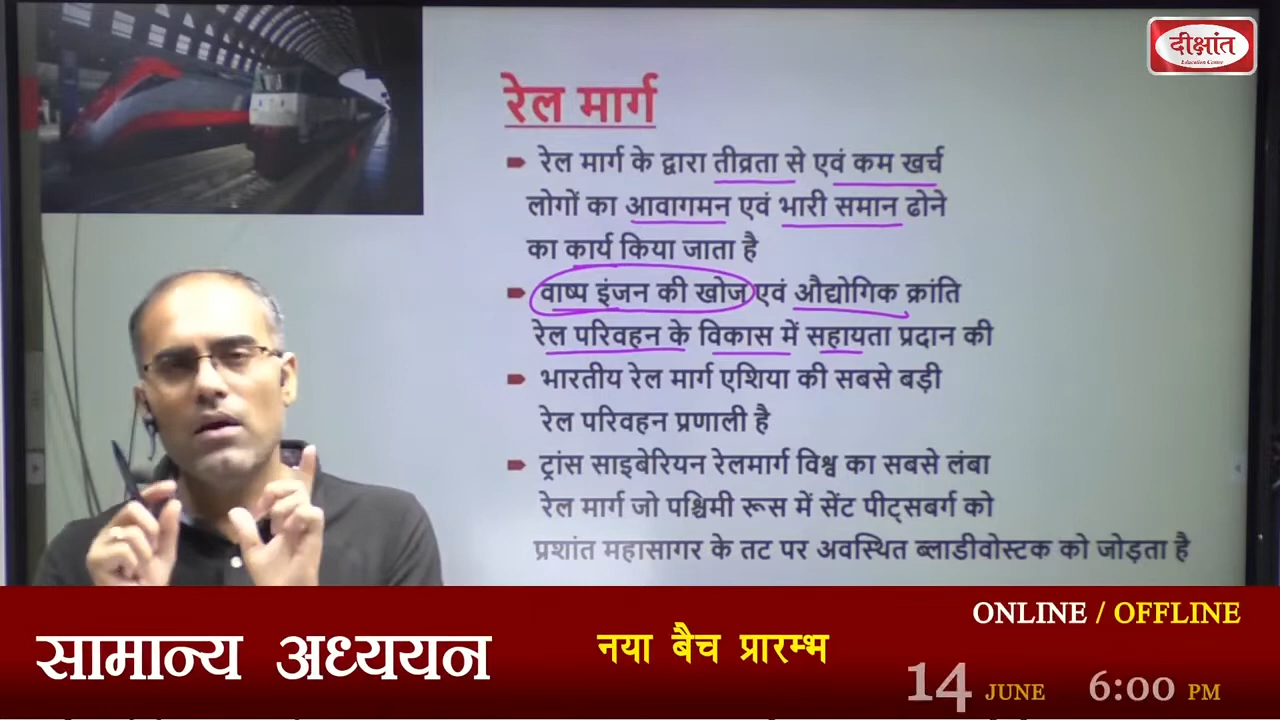 दीक्षांत
Education Centre
रेल मार्ग
रेल मार्ग के द्वारा तीव्रता से एवं कम खर्च
लोगों का आवागमन एवं भारी समान ढोने
का कार्य किया जाता है
वाष्प इंजन की खोज एवं औद्योगिक क्रांति
रेल परिवहन के विकास में सहायता प्रदान की
भारतीय रेल मार्ग एशिया की सबसे बड़ी
रेल परिवहन प्रणाली है
ट्रांस साइबेरियन रेलमार्ग विश्व का सबसे लंबा
रेल मार्ग जो पश्चिमी रूस में सेंट पीट्सबर्ग को
प्रशांत महासागर के तट पर अवस्थित ब्लाडीवोस्टक को जोड़ता है
ONLINE / OFFLINE
सामान्य अध्ययन
नया बैच प्रारम्भ
14 JUNE 6:00 PM